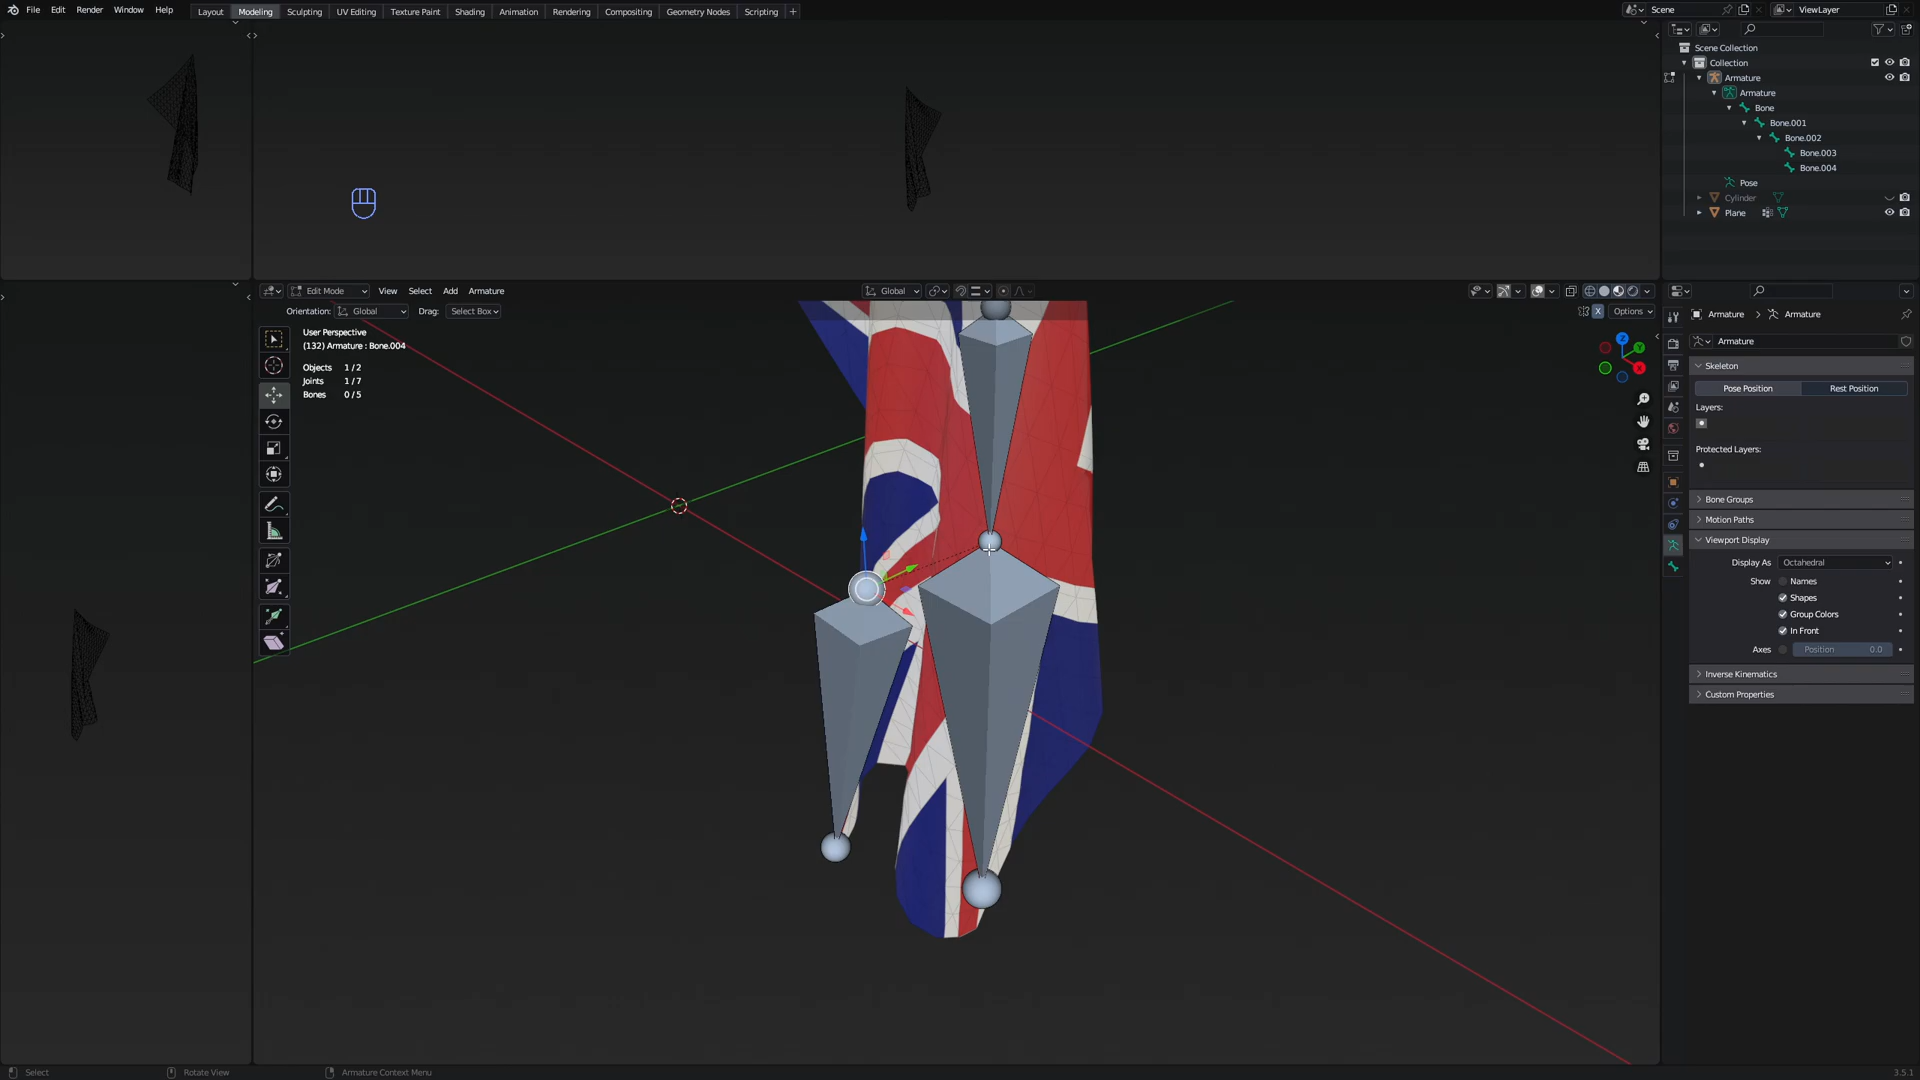 File Edit Render Window Help Layout Modeling Sculpting UV Editing Texture Paint Shading Animation Rendering Compositing Geometry Nodes Scripting + Scene ViewLayer
Scene Collection
Collection
Armature
Armature
Bone
Bone.001
Bone.002
Bone.003
Bone.004
Pose
Cylinder
Plane
Edit Mode View Select Add Armature Global
Orientation: Global Drag: Select Box X Options
User Perspective
(132) Armature : Bone.004
Objects 1/2
Joints 1/7
Bones 0/5
Armature > Armature
Armature
Skeleton
Pose Position Rest Position
Layers:
Protected Layers:
Bone Groups
Motion Paths
Viewport Display
Display As Octahedral
Show Names
Shapes
Group Colors
In Front
Axes Position 0.0
Inverse Kinematics
Custom Properties
Select Rotate View Armature Context Menu 3.5.1